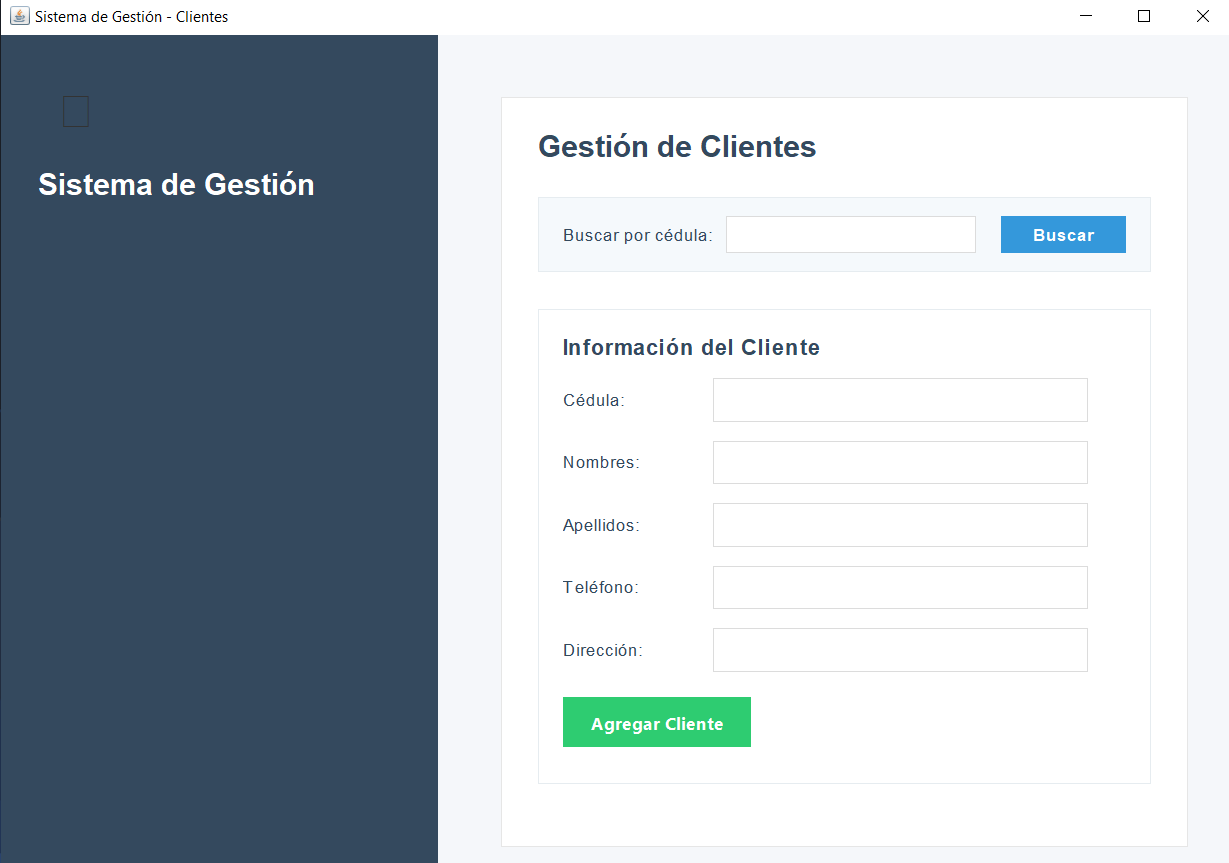 Sistema de Gestión - Clientes
Sistema de Gestión
Gestión de Clientes
Buscar por cédula:
Buscar
Información del Cliente
Cédula:
Nombres:
Apellidos:
Teléfono:
Dirección:
Agregar Cliente